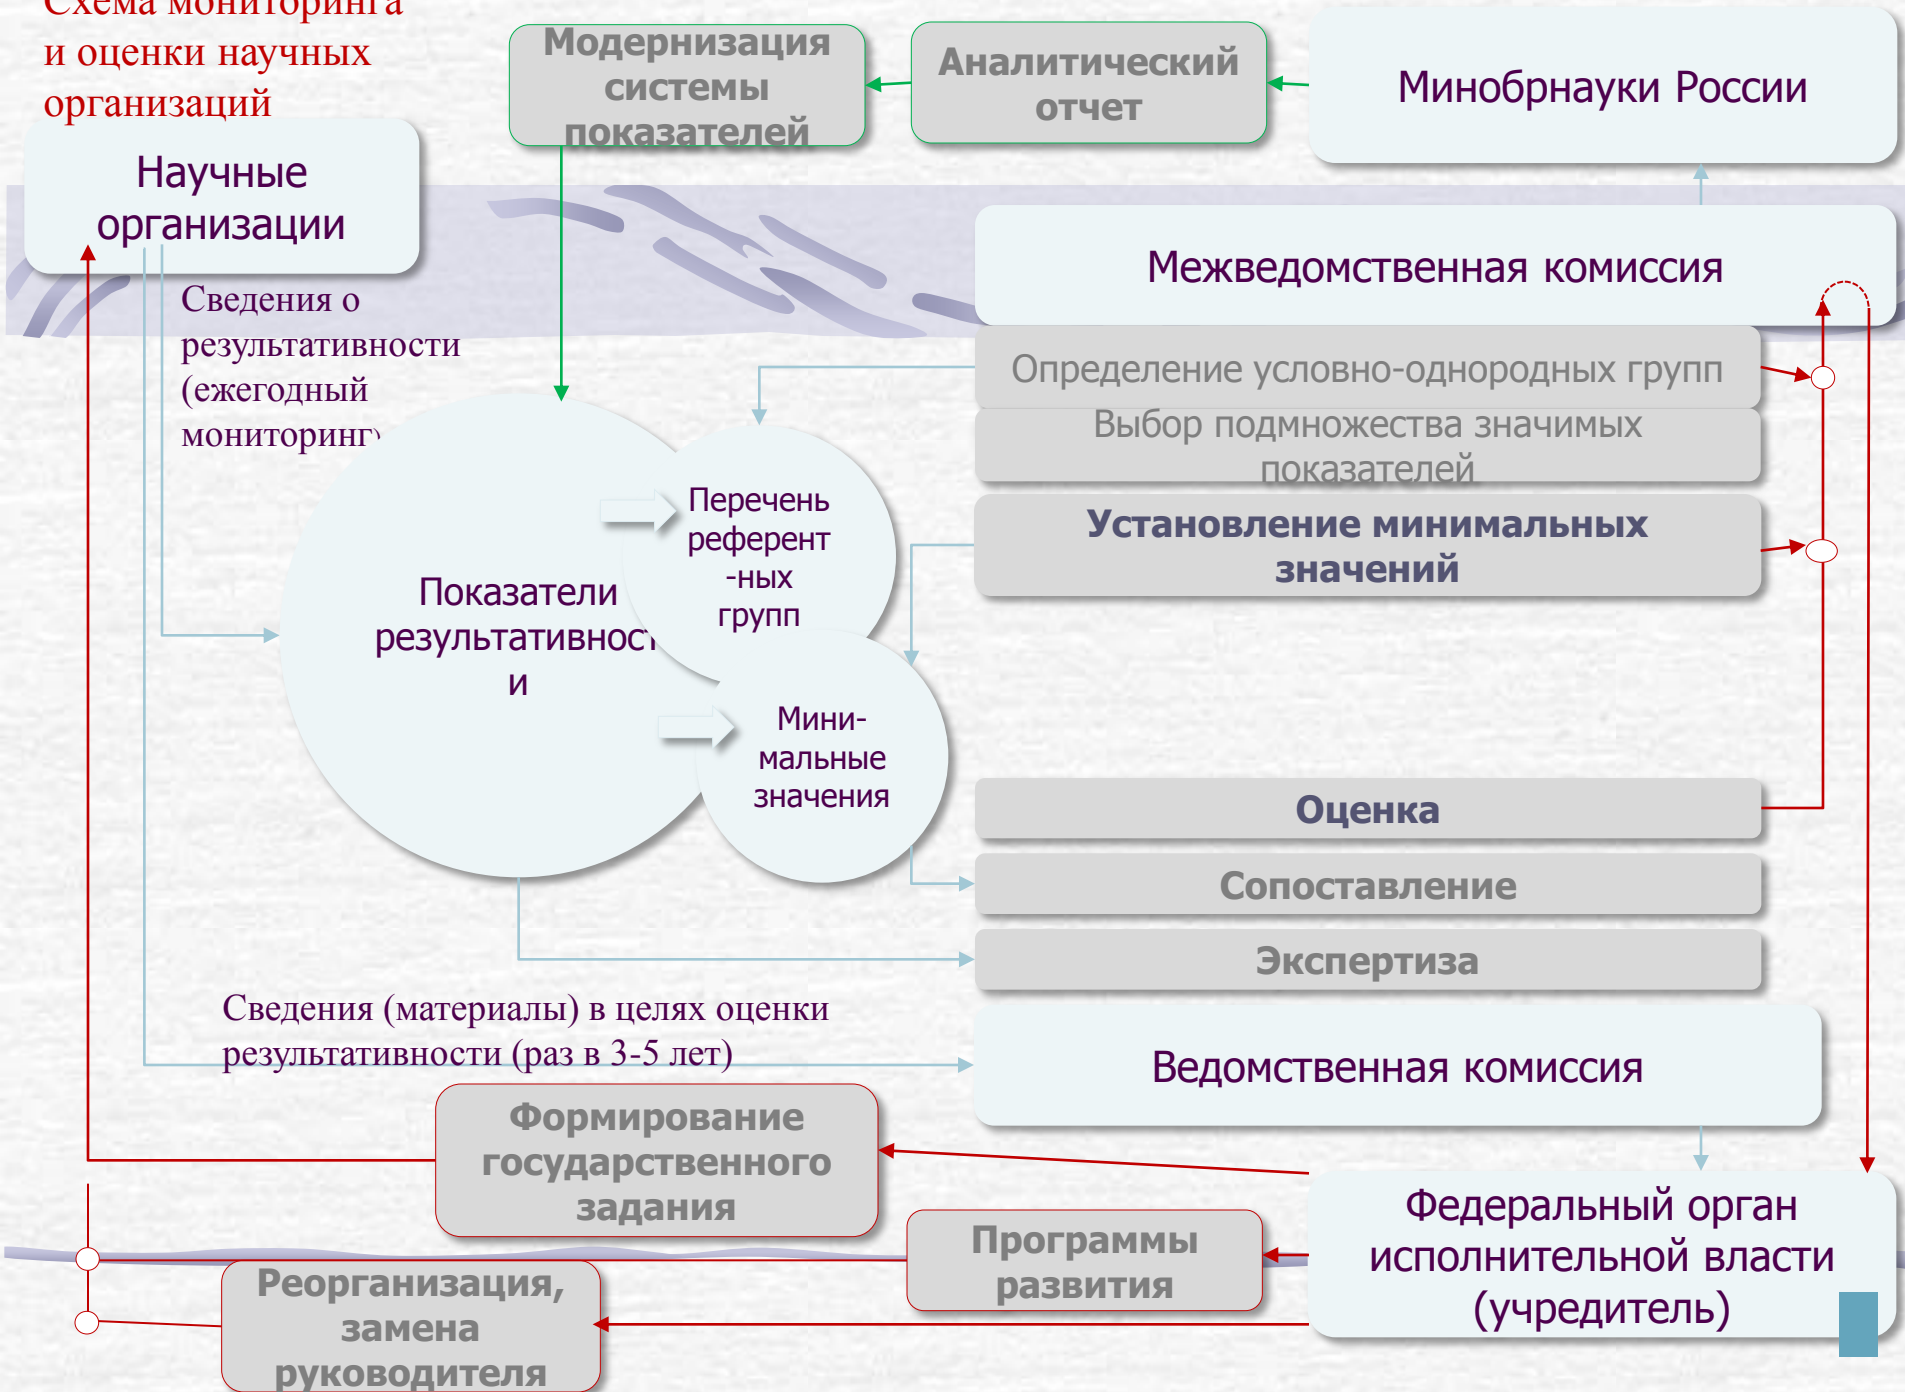 Схема мониторинга
и оценки научных
организаций
Модернизация
системы
показателей
Аналитический
отчет
Минобрнауки России
Научные
организации
Межведомственная комиссия
Сведения о
результативности
(ежегодный
мониторинг)
Определение условно-однородных групп
Выбор подмножества значимых
показателей
Установление минимальных
значений
Перечень
референт
-ных
групп
Показатели
результативност
и
Мини-
мальные
значения
Оценка
Сопоставление
Экспертиза
Сведения (материалы) в целях оценки
результативности (раз в 3-5 лет)
Ведомственная комиссия
Формирование
государственного
задания
Программы
развития
Федеральный орган
исполнительной власти
(учредитель)
Реорганизация,
замена
руководителя